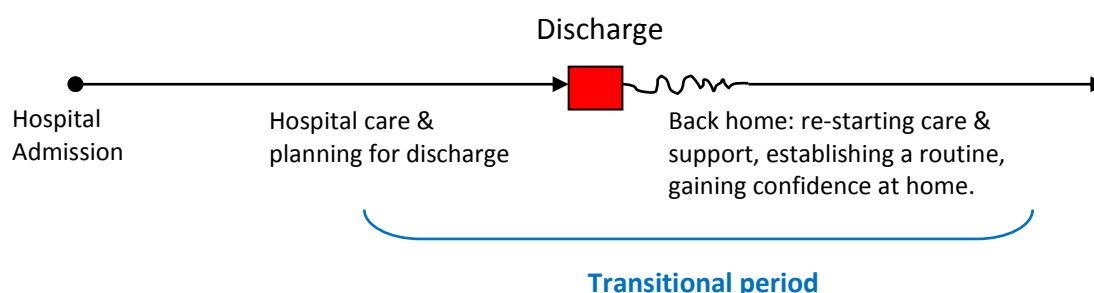 Discharge
Hospital
Admission
Hospital care &
planning for discharge
Back home: re-starting care &
support, establishing a routine,
gaining confidence at home.
Transitional period